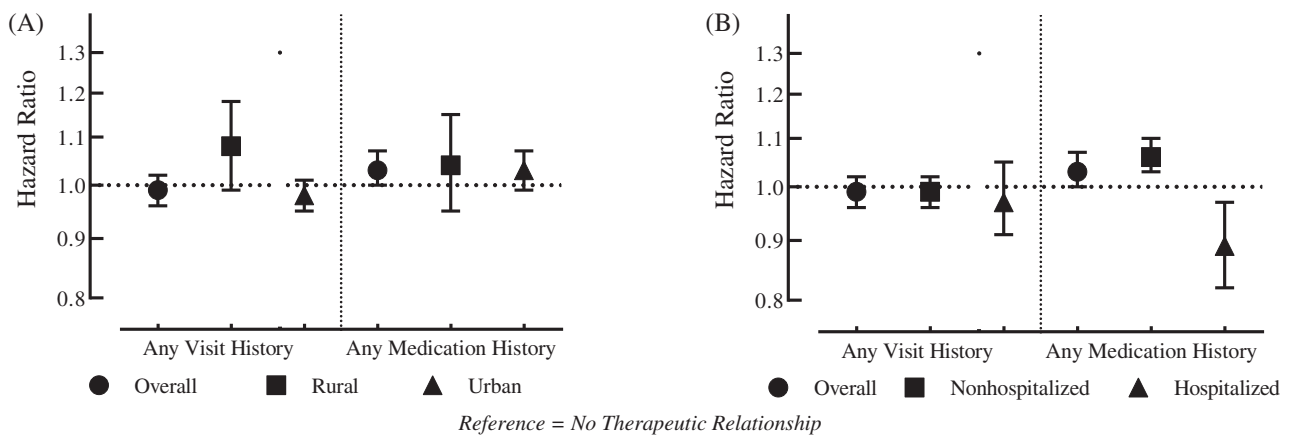 (A)
Hazard Ratio
1.3
1.2
1.1
1.0
0.9
0.8
Any Visit History Any Medication History
Overall Rural Urban
(B)
Hazard Ratio
1.3
1.2
1.1
1.0
0.9
0.8
Any Visit History Any Medication History
Overall Nonhospitalized Hospitalized
Reference = No Therapeutic Relationship